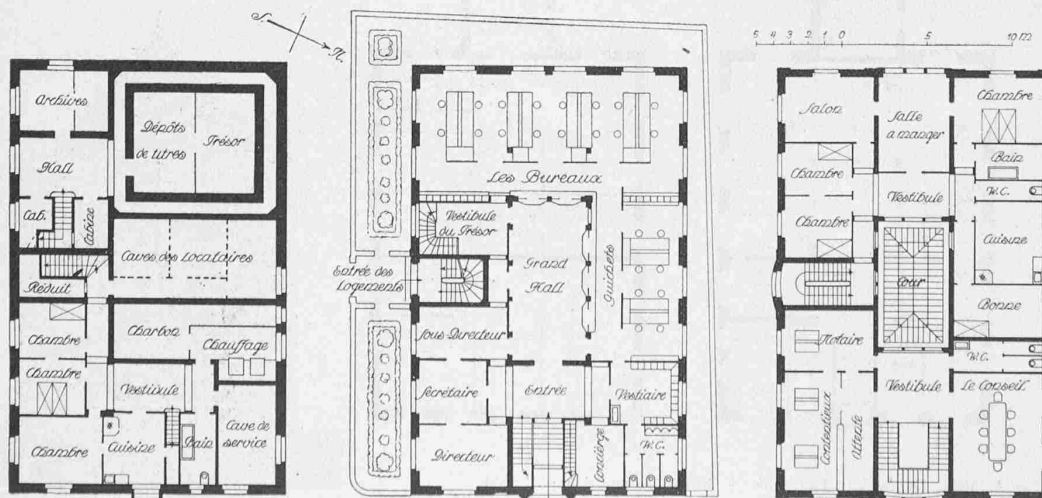 S.
N.
5 4 3 2 1 0 5 10 m
Archives
Hall
Cab.
Cabine
Dépôts
de titres
Trésor
Caves des Locataires
Réduit
Chambre
Chambre
Chambre
Charbon
Chauffage
Vestibule
Cuisine
Bain
Cave de
service
Les Bureaux
Vestibule
du Trésor
Entrée des
Logements
Grand
Hall
Guichets
Sous Directeur
Secrétaire
Directeur
Entrée
Vestiaire
Concierge
W.C.
Salon
Salle
a manger
Chambre
Bain
W.C.
Chambre
Chambre
Vestibule
Cuisine
Cour
Bonne
W.C.
Notaire
Contentieux
Attente
Vestibule
Le Conseil